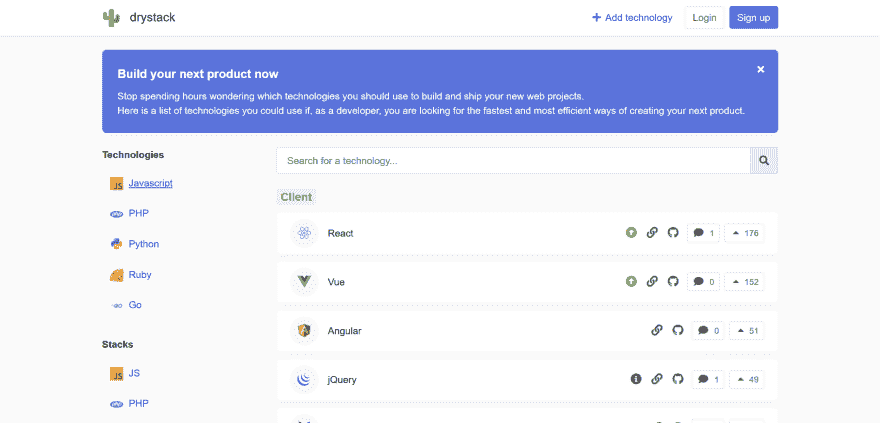 drystack
Add technology
Login
Sign up
Build your next product now
Stop spending hours wondering which technologies you should use to build and ship your new web projects.
Here is a list of technologies you could use if, as a developer, you are looking for the fastest and most efficient ways of creating your next product.
Technologies
JS Javascript
php PHP
Python
Ruby
GO Go
Stacks
JS JS
php PHP
Search for a technology...
Client
React 1 176
Vue 0 152
Angular 0 51
jQuery 1 49